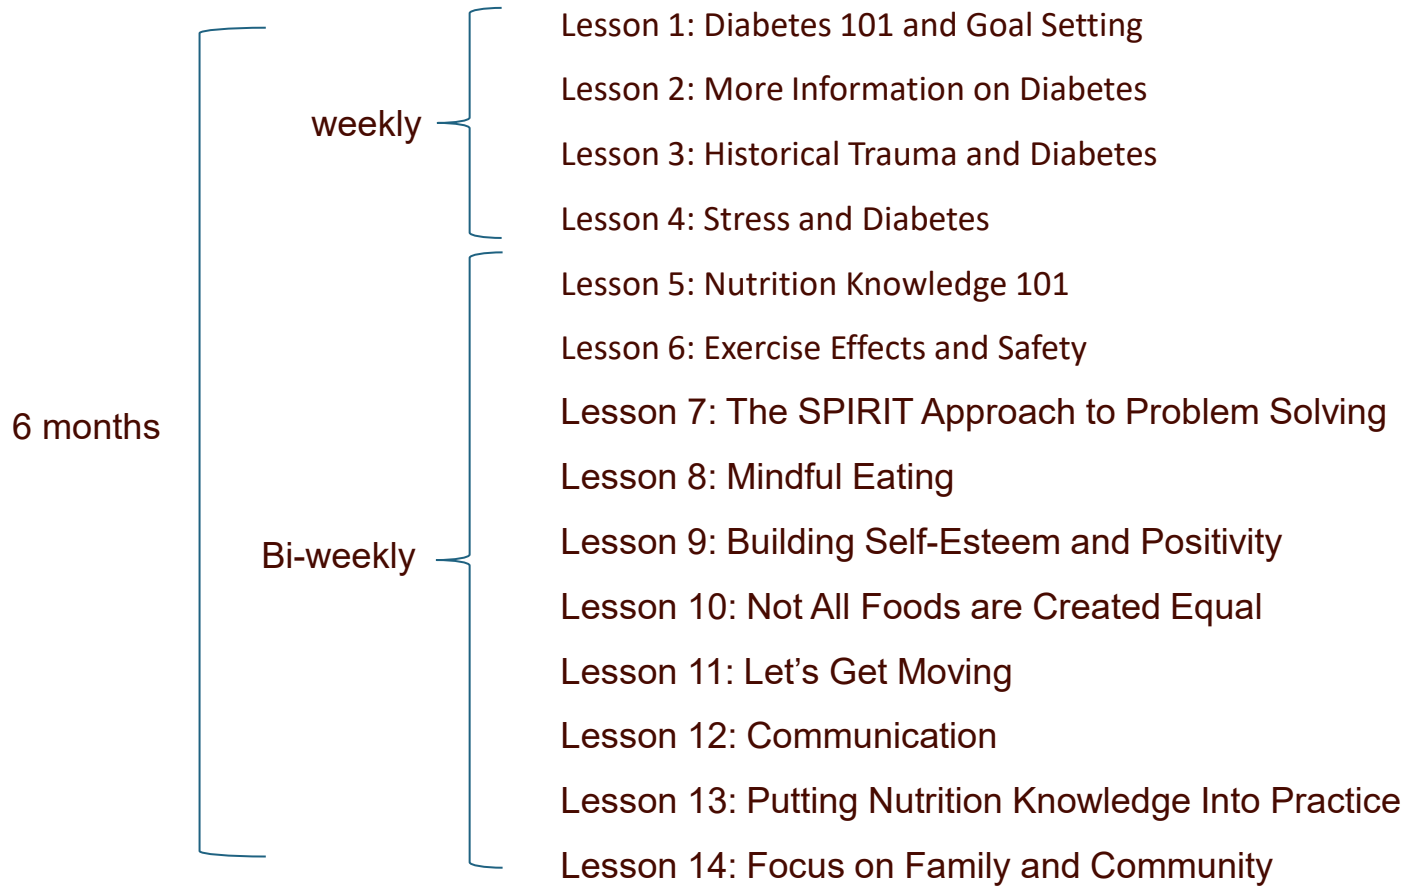 Lesson 1: Diabetes 101 and Goal Setting
Lesson 2: More Information on Diabetes
weekly
Lesson 3: Historical Trauma and Diabetes
Lesson 4: Stress and Diabetes
Lesson 5: Nutrition Knowledge 101
Lesson 6: Exercise Effects and Safety
6 months
Lesson 7: The SPIRIT Approach to Problem Solving
Lesson 8: Mindful Eating
Bi-weekly
Lesson 9: Building Self-Esteem and Positivity
Lesson 10: Not All Foods are Created Equal
Lesson 11: Let’s Get Moving
Lesson 12: Communication
Lesson 13: Putting Nutrition Knowledge Into Practice
Lesson 14: Focus on Family and Community